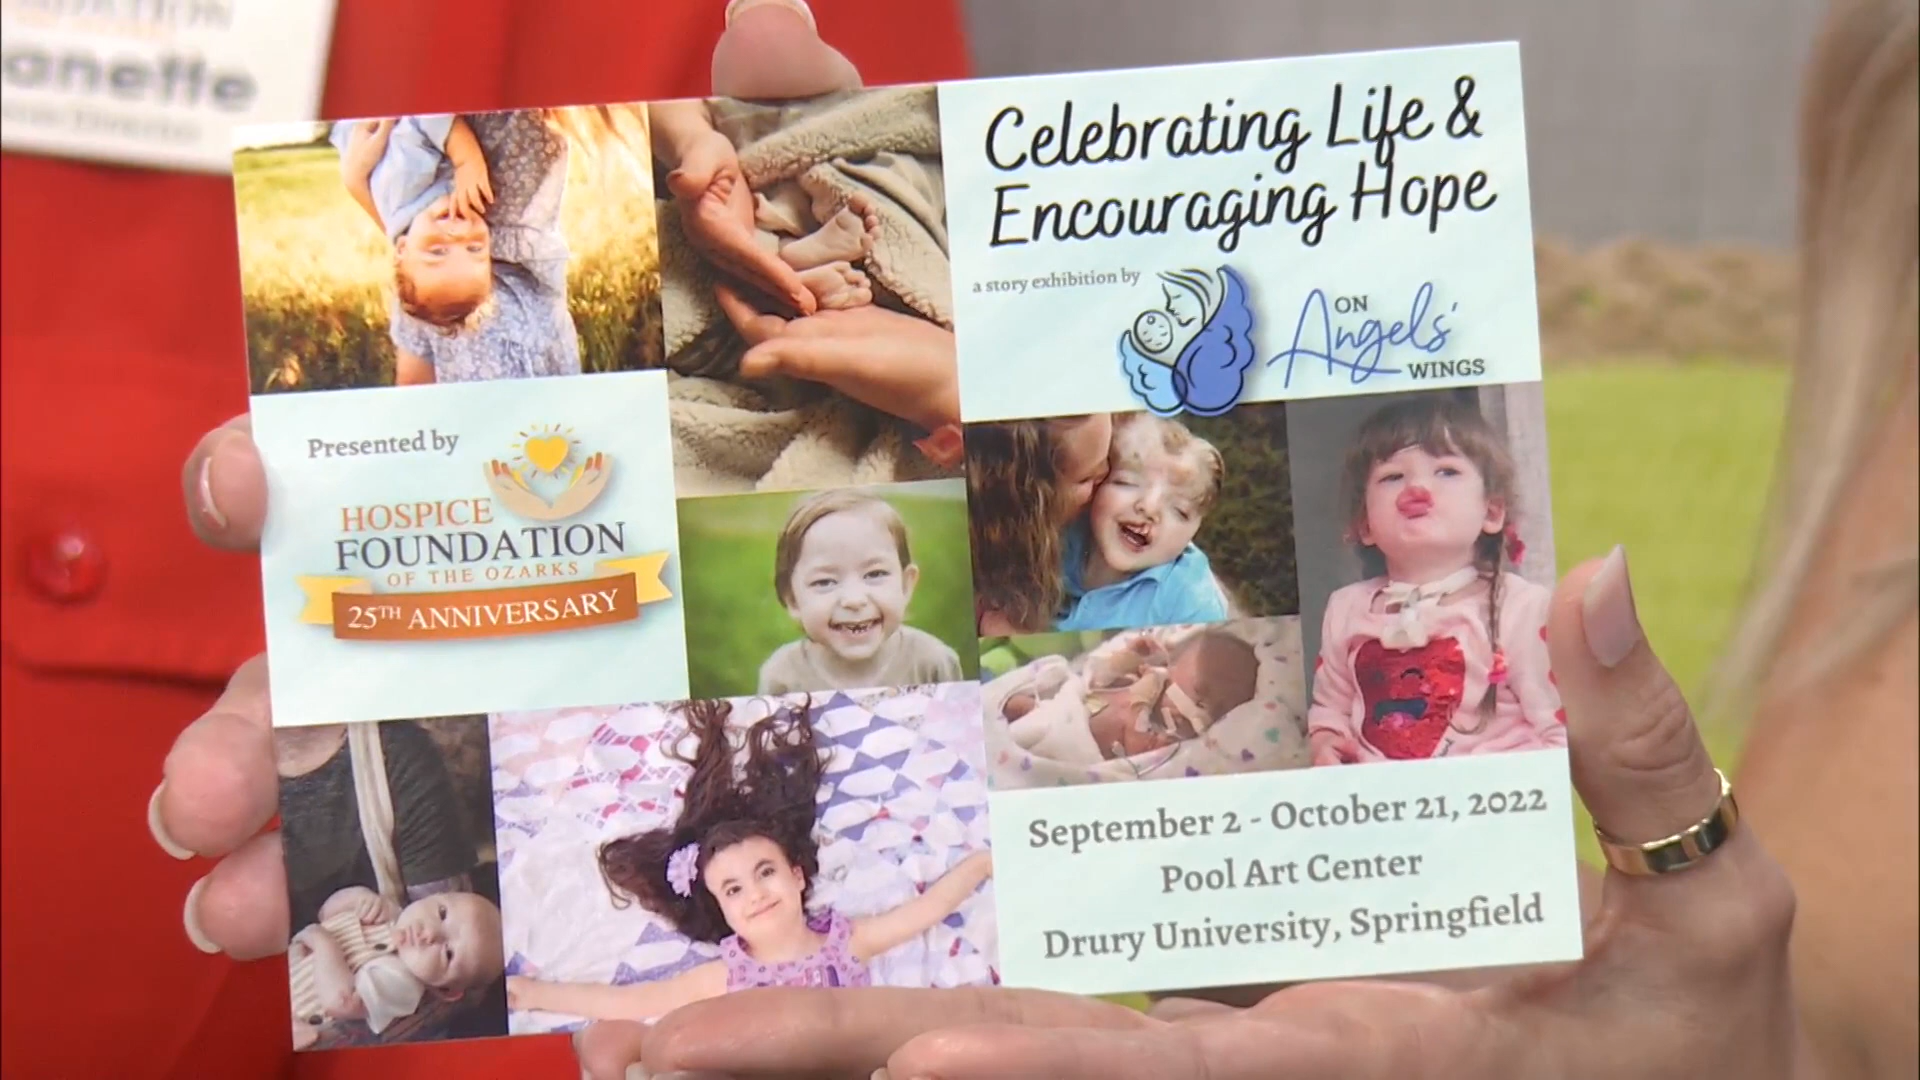 Celebrating Life &
Encouraging Hope
a story exhibition by
ON
Angels'
WINGS
Presented by
HOSPICE
FOUNDATION
OF THE OZARKS
25TH ANNIVERSARY
September 2 - October 21, 2022
Pool Art Center
Drury University, Springfield